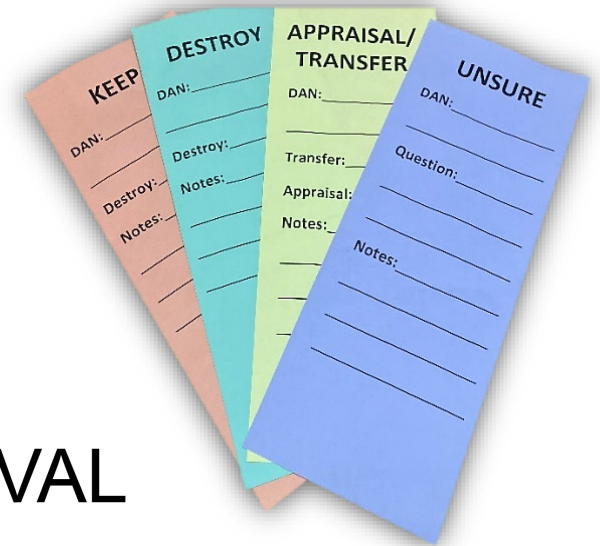 KEEP
DAN:
Destroy:
Notes:
DESTROY
DAN:
Destroy:
Notes:
APPRAISAL/
TRANSFER
DAN:
Transfer:
Appraisal:
Notes:
UNSURE
DAN:
Question:
Notes:
VAL